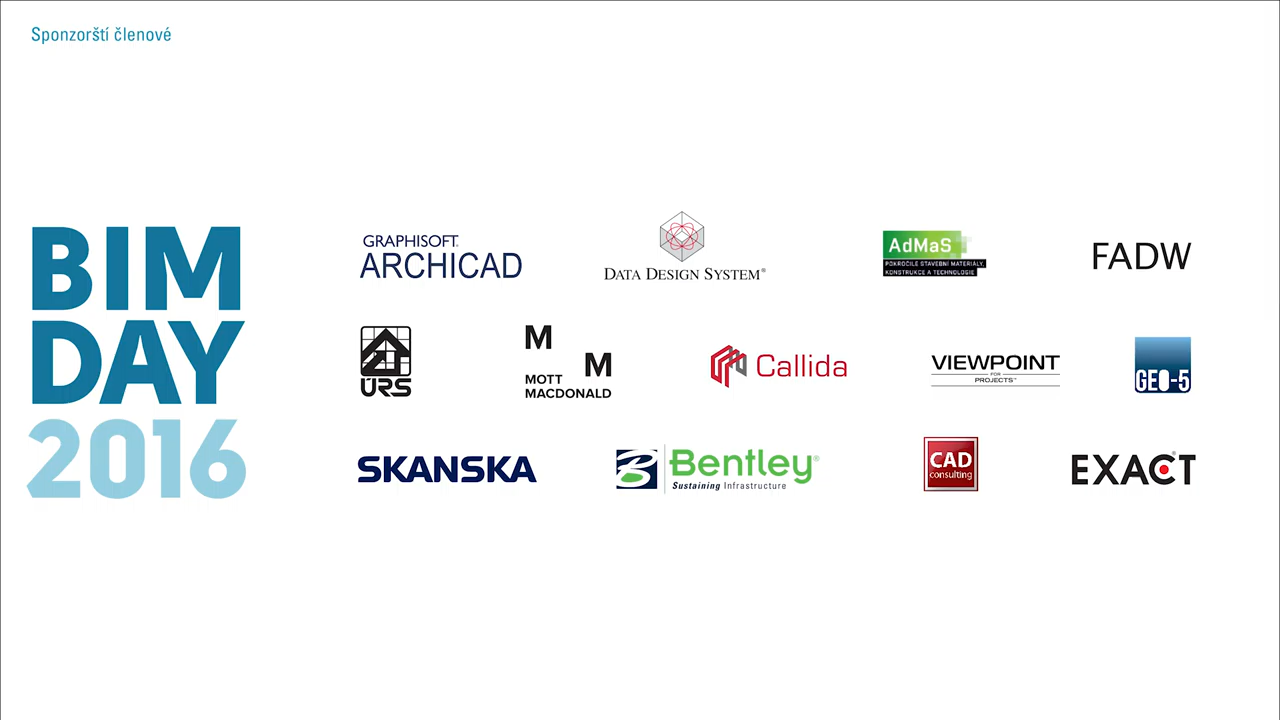 Sponzorští členové
BIM
DAY
2016
GRAPHISOFT.
ARCHICAD
DATA DESIGN SYSTEM®
AdMaS
POKROČILÉ STAVEBNÍ MATERIÁLY,
KONSTRUKCE A TECHNOLOGIE
FADW
ÚRS
M
M
MOTT
MACDONALD
Callida
VIEWPOINT
FOR
PROJECTS™
GEO-5
SKANSKA
B Bentley®
Sustaining Infrastructure
CAD
consulting
EXACT®